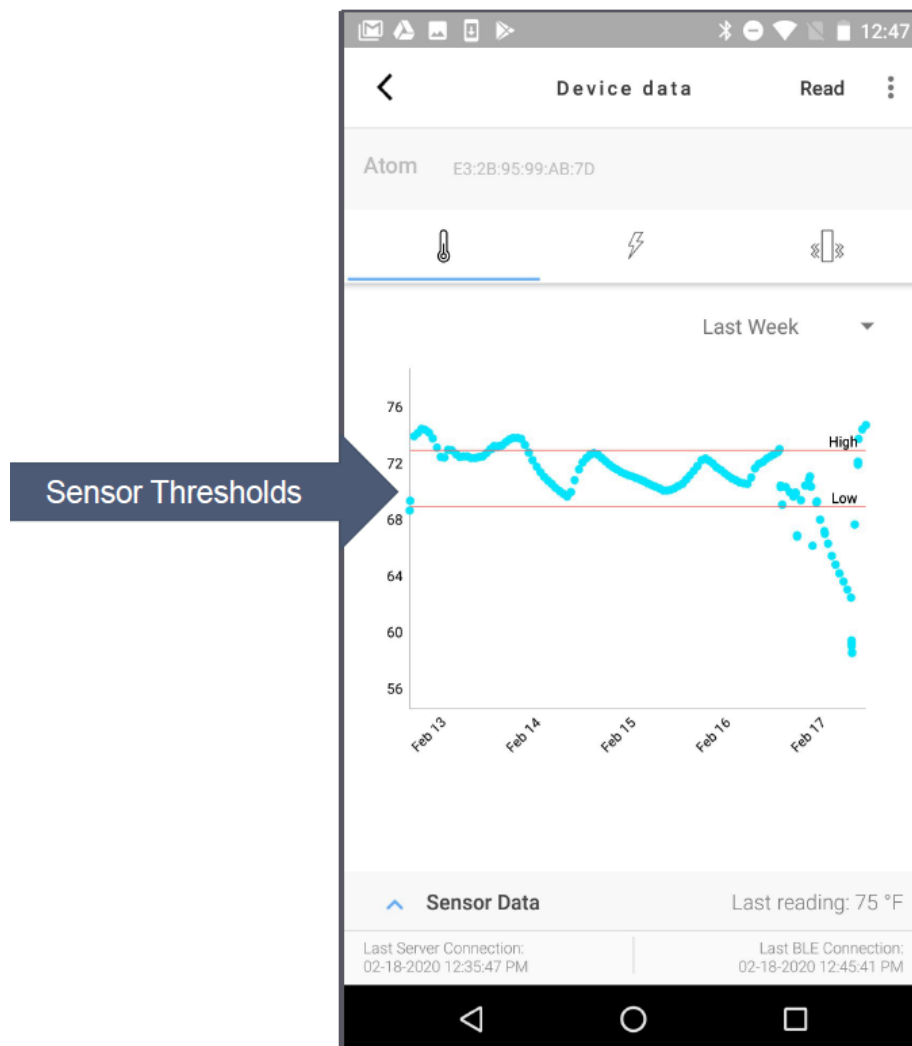 12:47
Device data Read
Atom E3:2B:95:99:AB:7D
Last Week
76
High
72
Sensor Thresholds
Low
68
64
60
56
Feb 13 Feb 14 Feb 15 Feb 16 Feb 17
Sensor Data Last reading: 75 °F
Last Server Connection: Last BLE Connection:
02-18-2020 12:35:47 PM 02-18-2020 12:45:41 PM